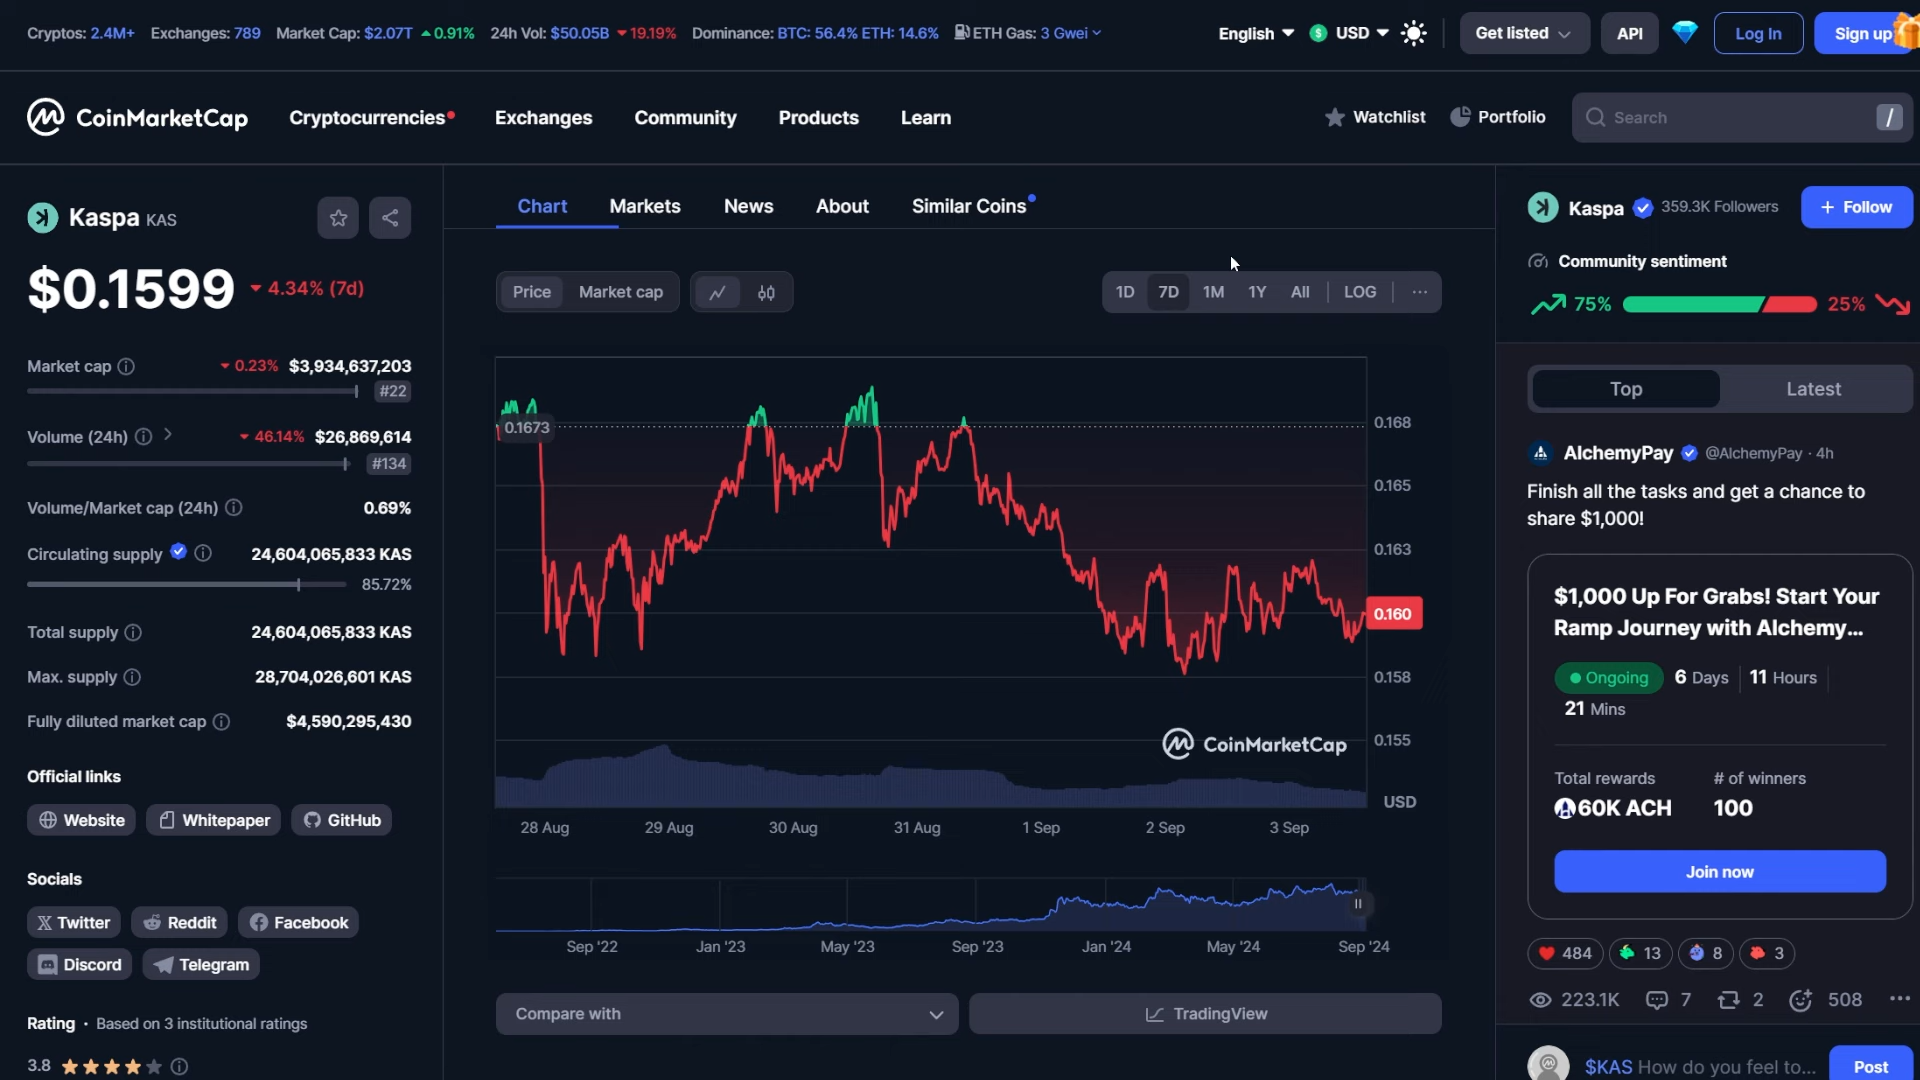 Cryptos: 2.4M+ Exchanges: 789 Market Cap: $2.07T 0.91% 24h Vol: $50.05B 19.19% Dominance: BTC: 56.4% ETH: 14.6% ETH Gas: 3 Gwei English $ USD Get listed API Log In Sign up
CoinMarketCap Cryptocurrencies Exchanges Community Products Learn Watchlist Portfolio Search /
Kaspa KAS
$0.1599 4.34% (7d)
Market cap 0.23% $3,934,637,203
#22
Volume (24h) 46.14% $26,869,614
#134
Volume/Market cap (24h) 0.69%
Circulating supply 24,604,065,833 KAS
85.72%
Total supply 24,604,065,833 KAS
Max. supply 28,704,026,601 KAS
Fully diluted market cap $4,590,295,430
Official links
Website Whitepaper GitHub
Socials
Twitter Reddit Facebook
Discord Telegram
Rating · Based on 3 institutional ratings
3.8
Chart Markets News About Similar Coins
Price Market cap 1D 7D 1M 1Y All LOG ···
0.1673
0.168
0.165
0.163
0.160
0.158
0.155
CoinMarketCap
USD
28 Aug 29 Aug 30 Aug 31 Aug 1 Sep 2 Sep 3 Sep
Sep '22 Jan '23 May '23 Sep '23 Jan '24 May '24 Sep '24
Compare with TradingView
Kaspa 359.3K Followers + Follow
Community sentiment
75% 25%
Top Latest
AlchemyPay @AlchemyPay · 4h
Finish all the tasks and get a chance to
share $1,000!
$1,000 Up For Grabs! Start Your
Ramp Journey with Alchemy...
Ongoing 6 Days 11 Hours
21 Mins
Total rewards # of winners
60K ACH 100
Join now
484 13 8 3
223.1K 7 2 508 ···
$KAS How do you feel to... Post